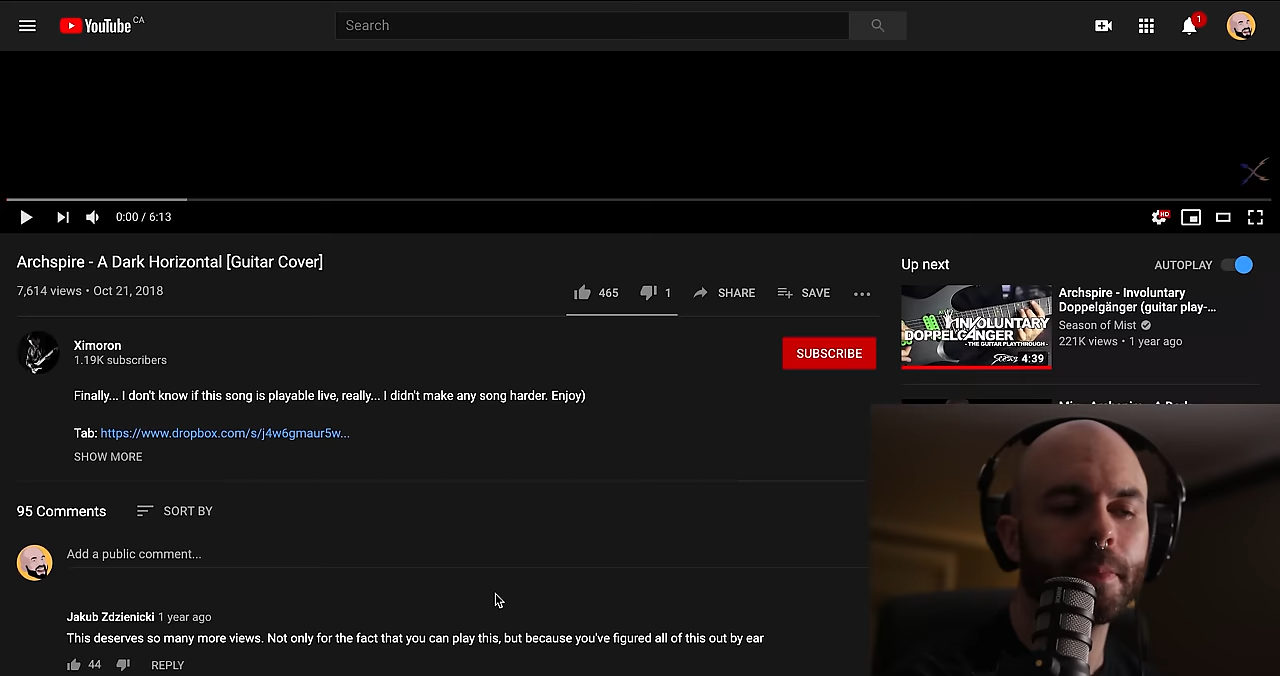 YouTube CA
Search
1
0:00 / 6:13
HD
Archspire - A Dark Horizontal [Guitar Cover]
7,614 views • Oct 21, 2018
465
1
SHARE
SAVE
Ximoron
1.19K subscribers
SUBSCRIBE
Finally... I don't know if this song is playable live, really... I didn't make any song harder. Enjoy)
Tab: https://www.dropbox.com/s/j4w6gmaur5w...
SHOW MORE
95 Comments
SORT BY
Add a public comment...
Jakub Zdzienicki 1 year ago
This deserves so many more views. Not only for the fact that you can play this, but because you've figured all of this out by ear
44
REPLY
Up next
AUTOPLAY
INVOLUNTARY
DOPPELGÄNGER
- THE GUITAR PLAYTHROUGH -
4:39
Archspire - Involuntary
Doppelgänger (guitar play-...
Season of Mist
221K views • 1 year ago